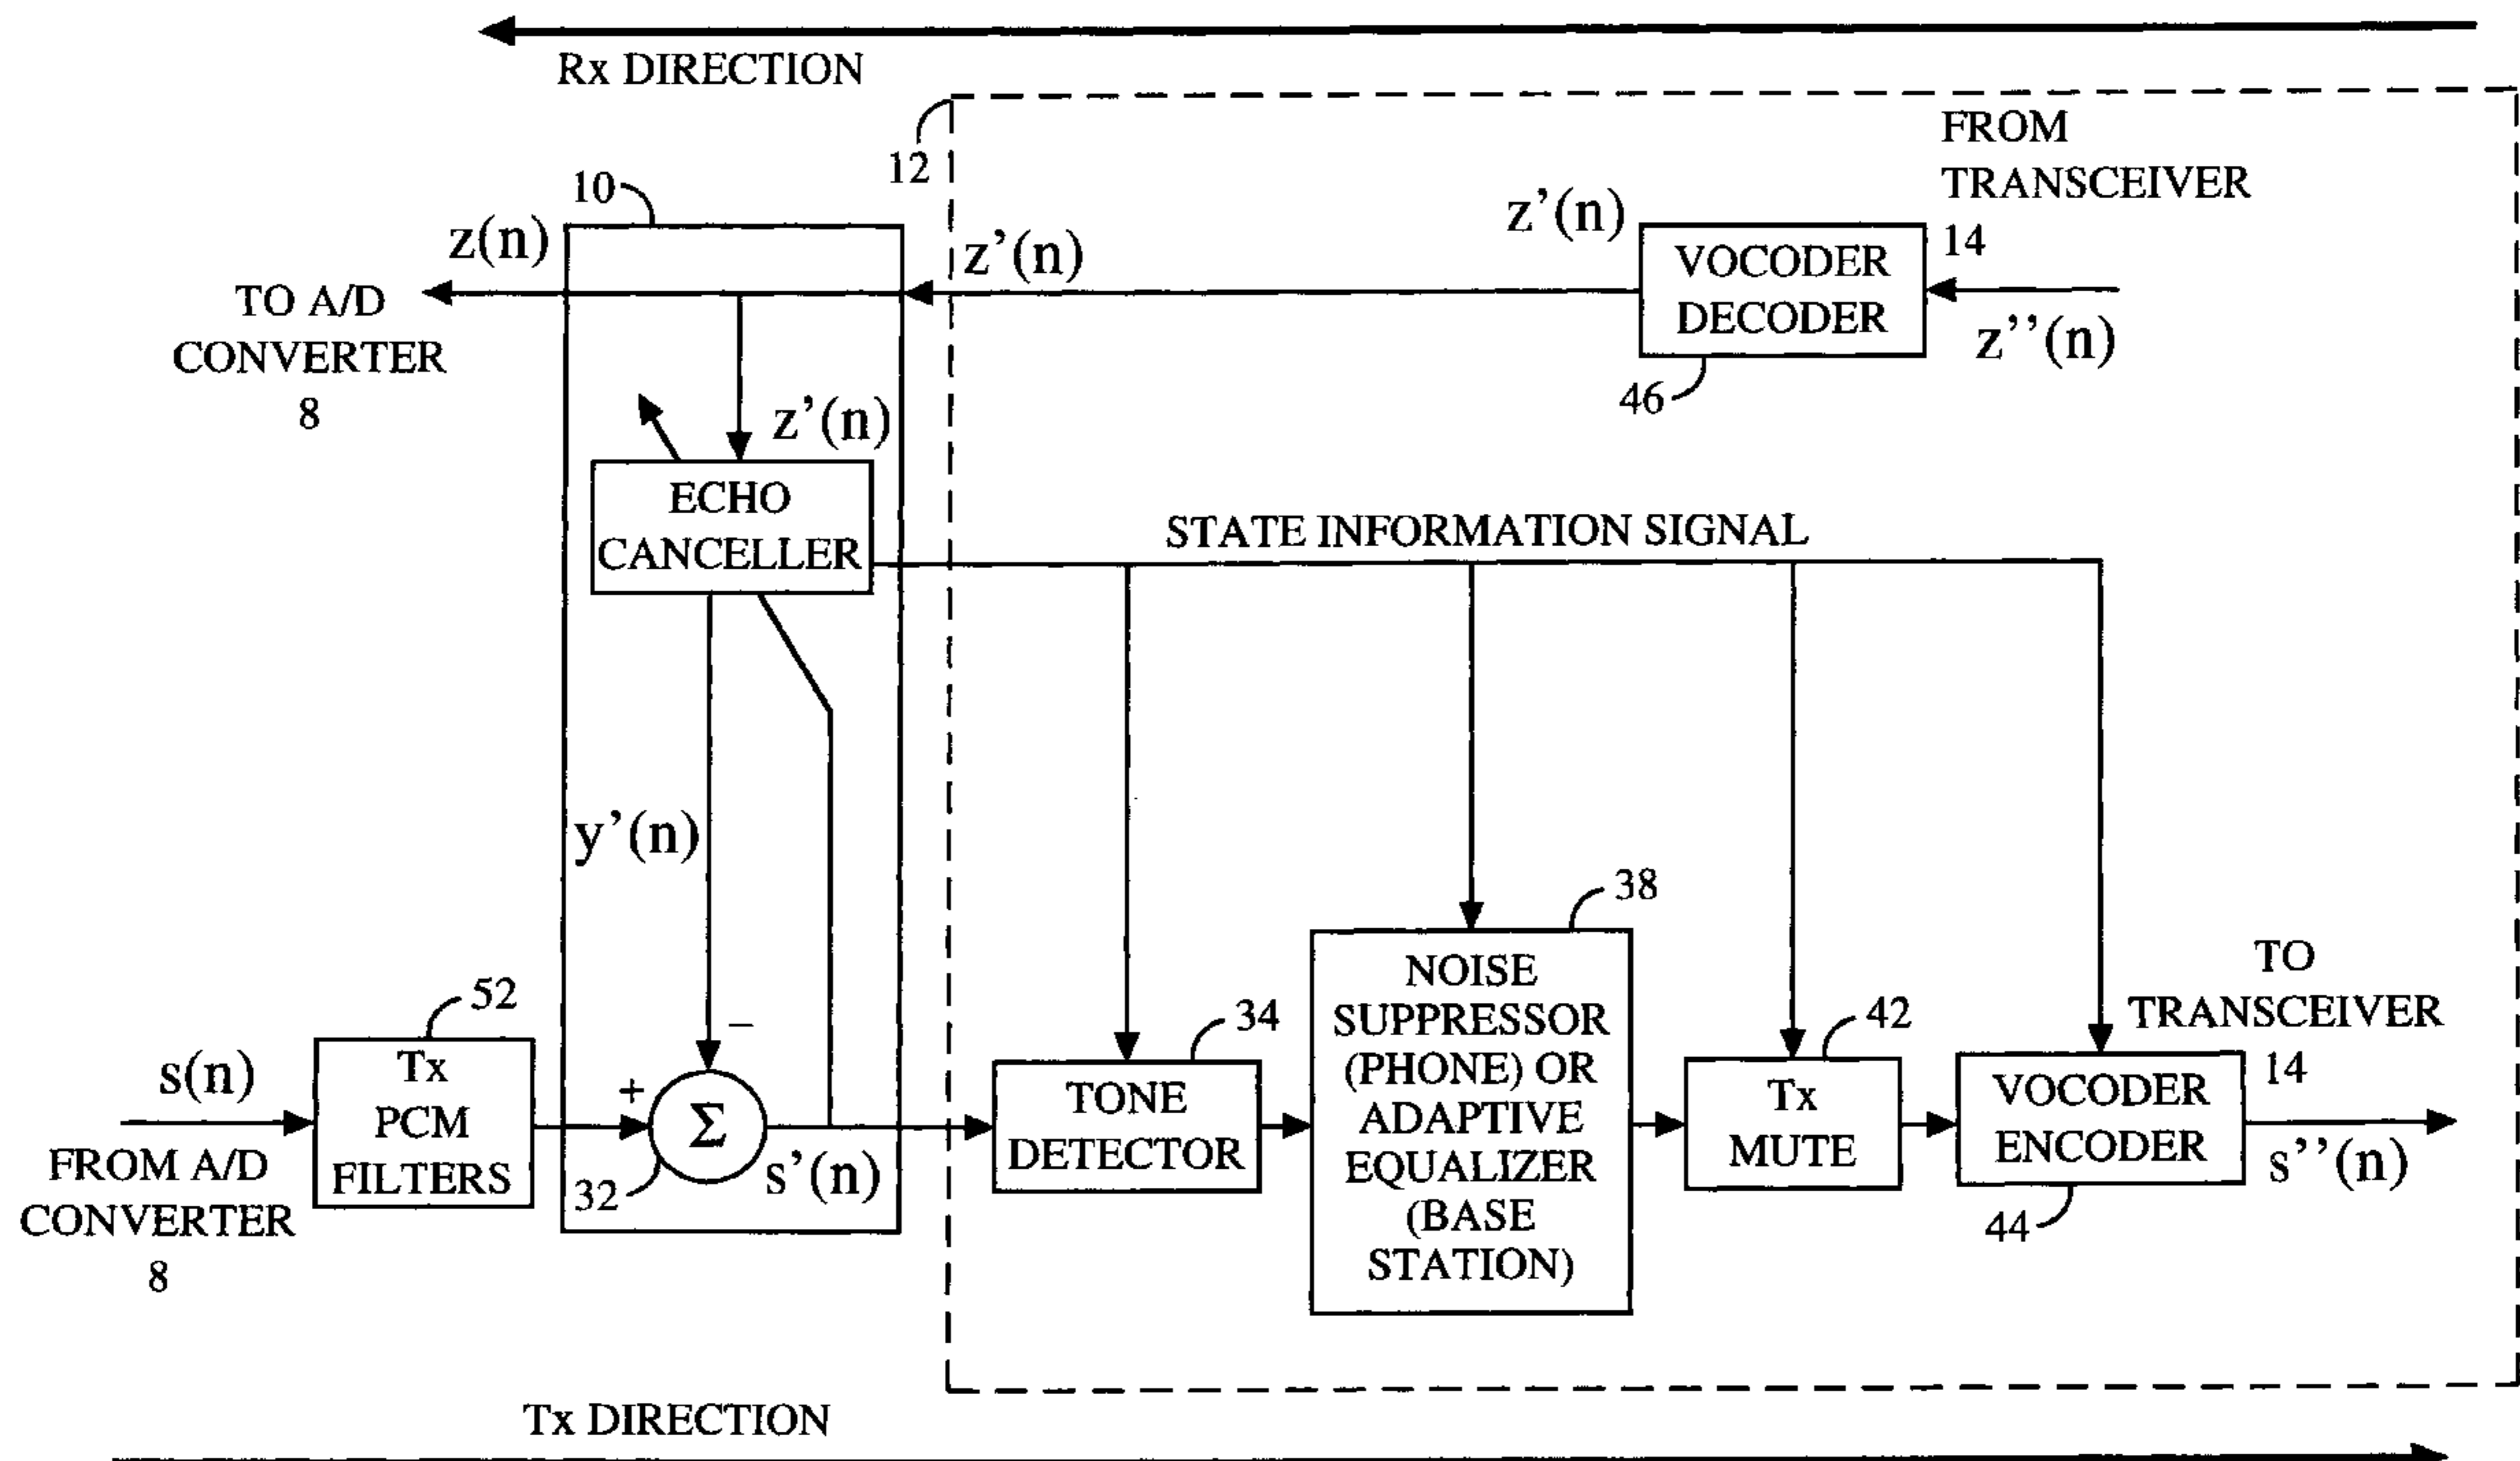 Rx DIRECTION
12
FROM
TRANSCEIVER
14
10
z(n)
z’(n)
z’(n)
VOCODER
DECODER
z’’(n)
46
TO A/D
CONVERTER
8
z’(n)
ECHO
CANCELLER
STATE INFORMATION SIGNAL
y’(n)
38
52
s(n)
FROM A/D
CONVERTER
8
Tx
PCM
FILTERS
+
–
Σ
32
s’(n)
34
TONE
DETECTOR
NOISE
SUPPRESSOR
(PHONE) OR
ADAPTIVE
EQUALIZER
(BASE
STATION)
42
Tx
MUTE
VOCODER
ENCODER
44
TO
TRANSCEIVER
14
s’’(n)
Tx DIRECTION